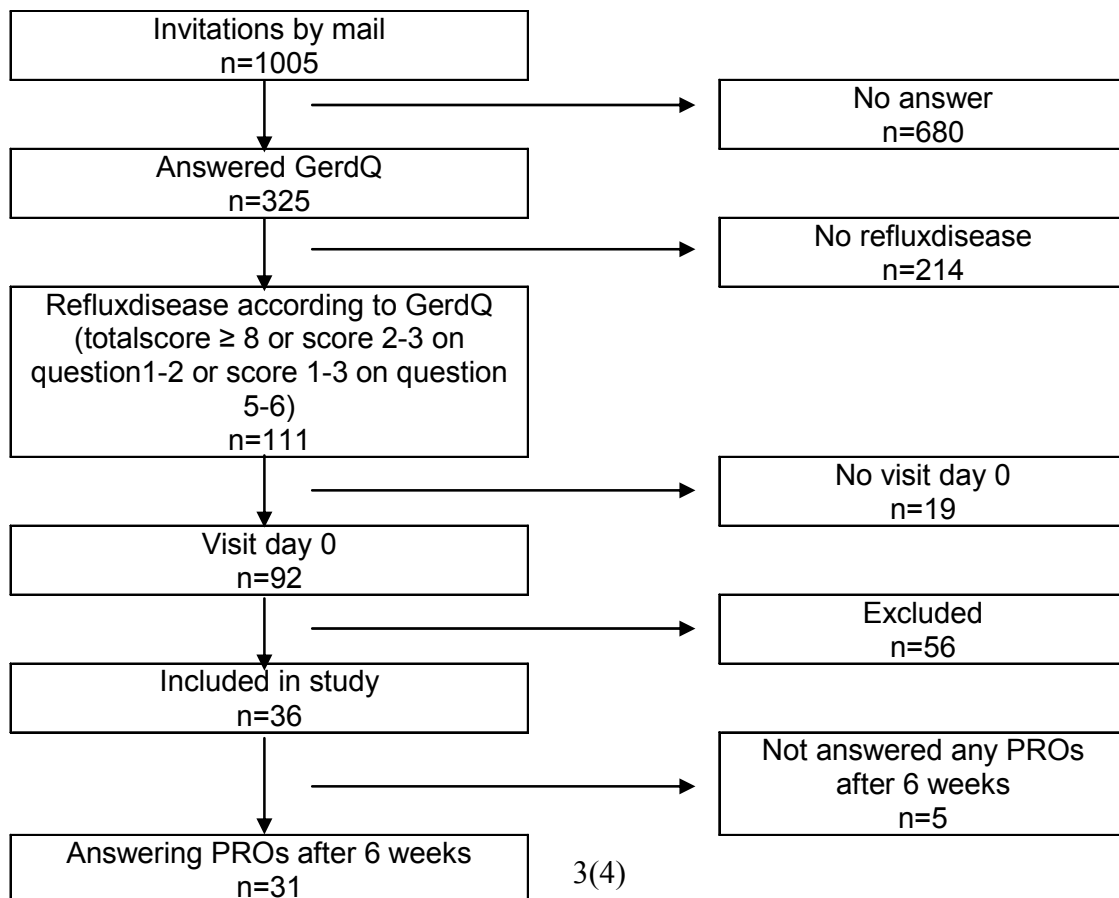 Invitations by mail
n=1005
No answer
n=680
Answered GerdQ
n=325
No refluxdisease
n=214
Refluxdisease according to GerdQ
(totalscore ≥ 8 or score 2-3 on
question1-2 or score 1-3 on question
5-6)
n=111
No visit day 0
n=19
Visit day 0
n=92
Excluded
n=56
Included in study
n=36
Not answered any PROs
after 6 weeks
n=5
Answering PROs after 6 weeks
n=31
3(4)